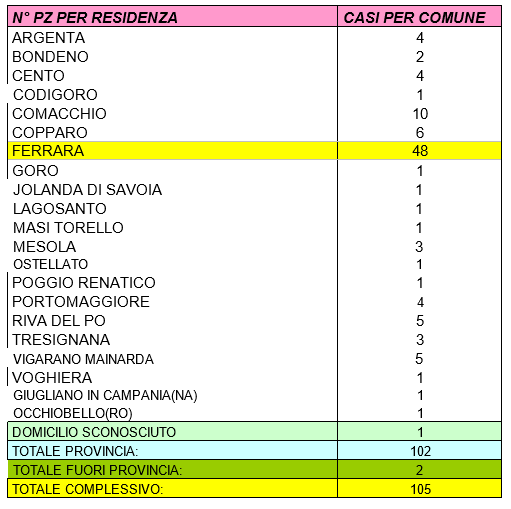 N° PZ PER RESIDENZA CASI PER COMUNE
ARGENTA 4
BONDENO 2
CENTO 4
CODIGORO 1
COMACCHIO 10
COPPARO 6
FERRARA 48
GORO 1
JOLANDA DI SAVOIA 1
LAGOSANTO 1
MASI TORELLO 1
MESOLA 3
OSTELLATO 1
POGGIO RENATICO 1
PORTOMAGGIORE 4
RIVA DEL PO 5
TRESIGNANA 3
VIGARANO MAINARDA 5
VOGHIERA 1
GIUGLIANO IN CAMPANIA(NA) 1
OCCHIOBELLO(RO) 1
DOMICILIO SCONOSCIUTO 1
TOTALE PROVINCIA: 102
TOTALE FUORI PROVINCIA: 2
TOTALE COMPLESSIVO: 105